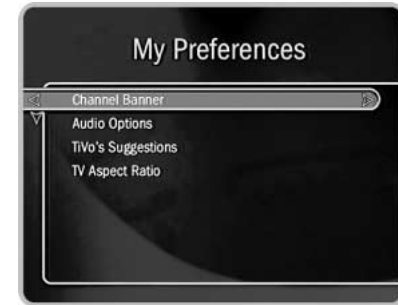 My Preferences
Channel Banner
Audio Options
TiVo's Suggestions
TV Aspect Ratio